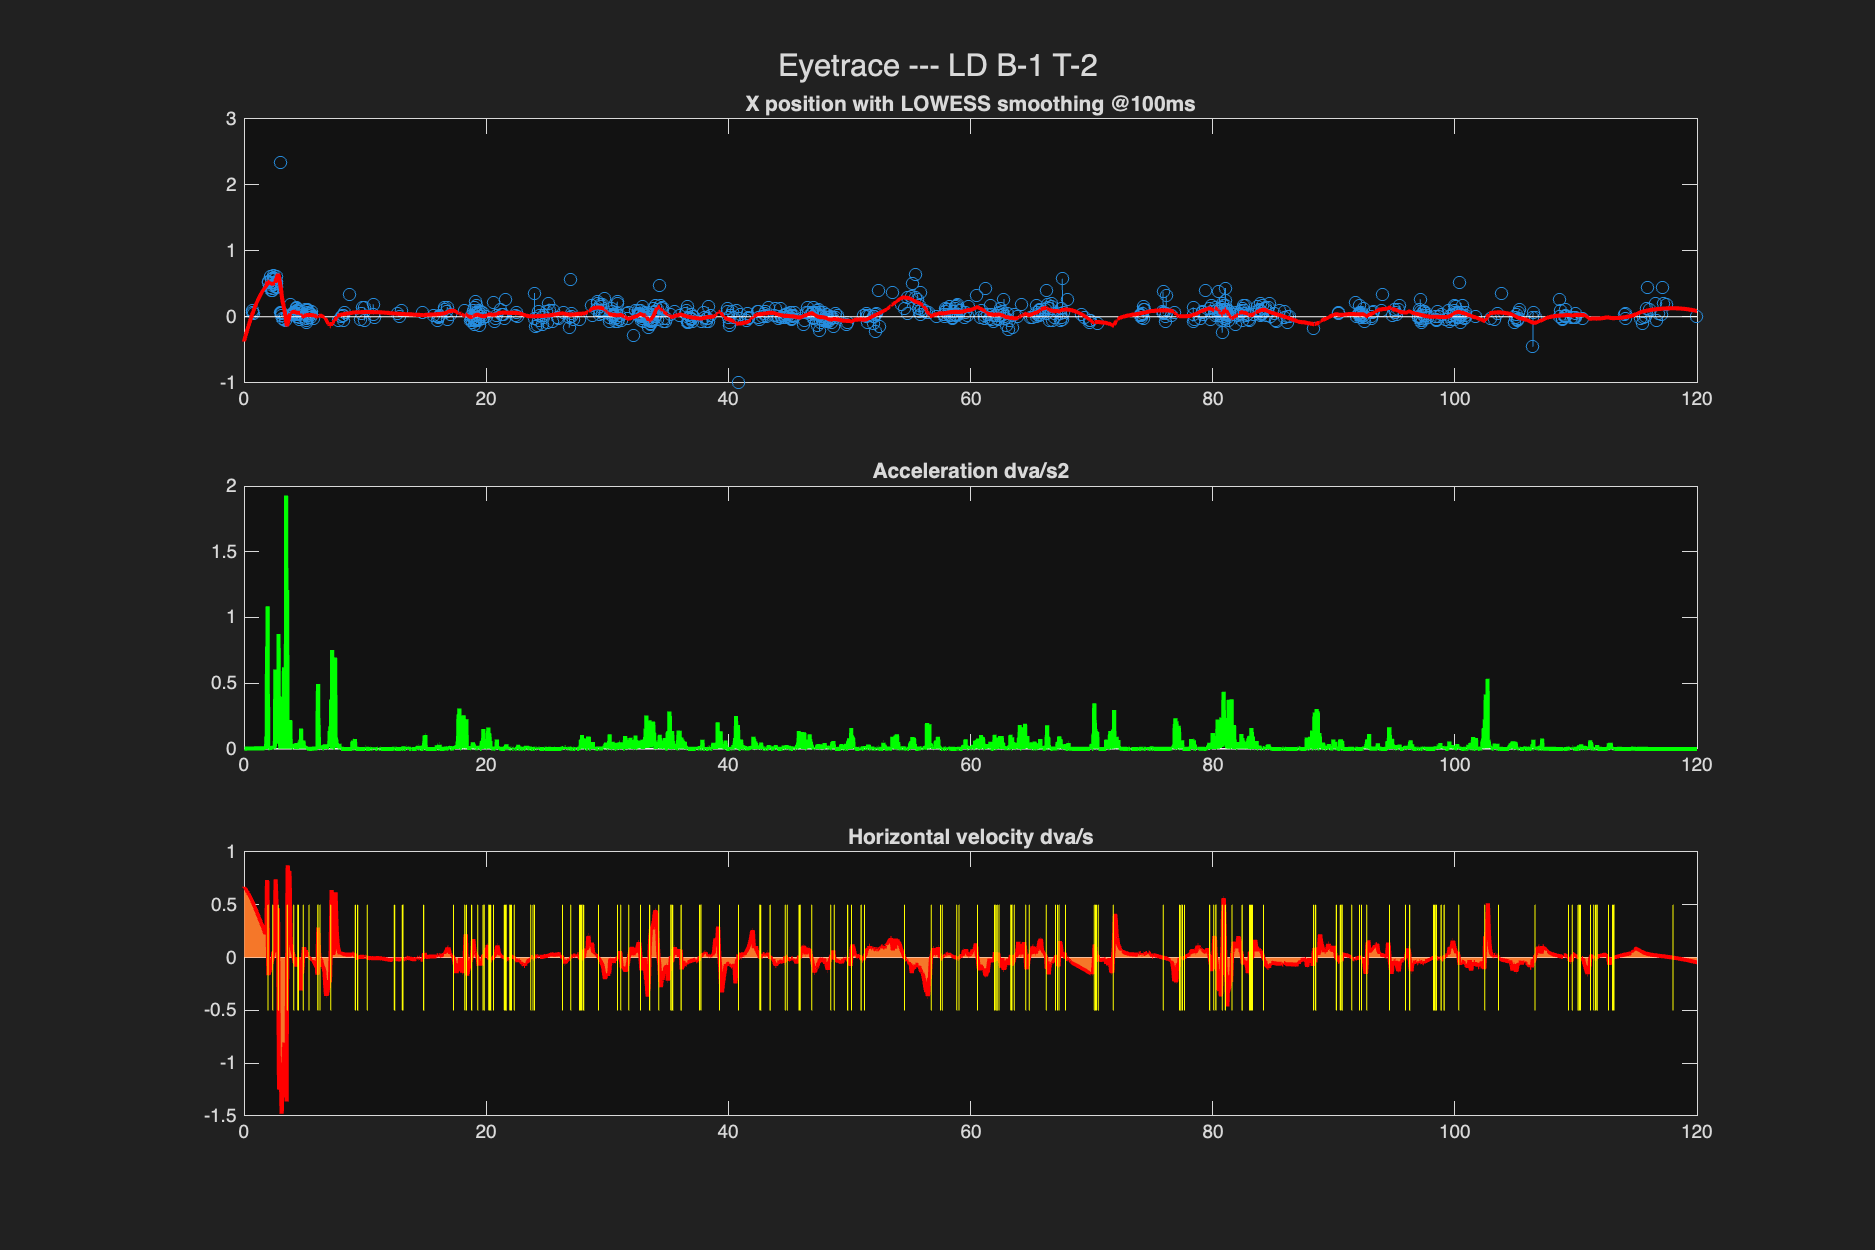 Eyetrace --- LD B-1 T-2
X position with LOWESS smoothing @100ms
3
2
1
0
-1
0 20 40 60 80 100 120
Acceleration dva/s2
2
1.5
1
0.5
0
0 20 40 60 80 100 120
Horizontal velocity dva/s
1
0.5
0
-0.5
-1
-1.5
0 20 40 60 80 100 120